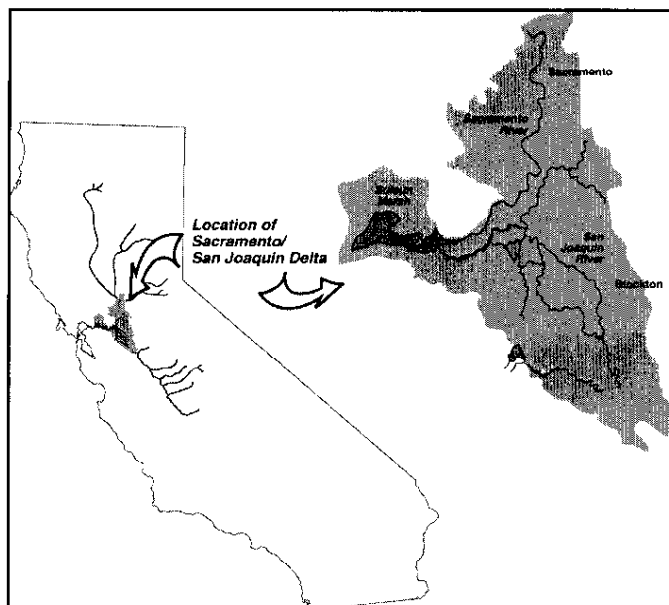 Location of
Sacramento/
San Joaquin Delta
Sacramento
Sacramento
River
Suisun
Marsh
San
Joaquin
River
Stockton